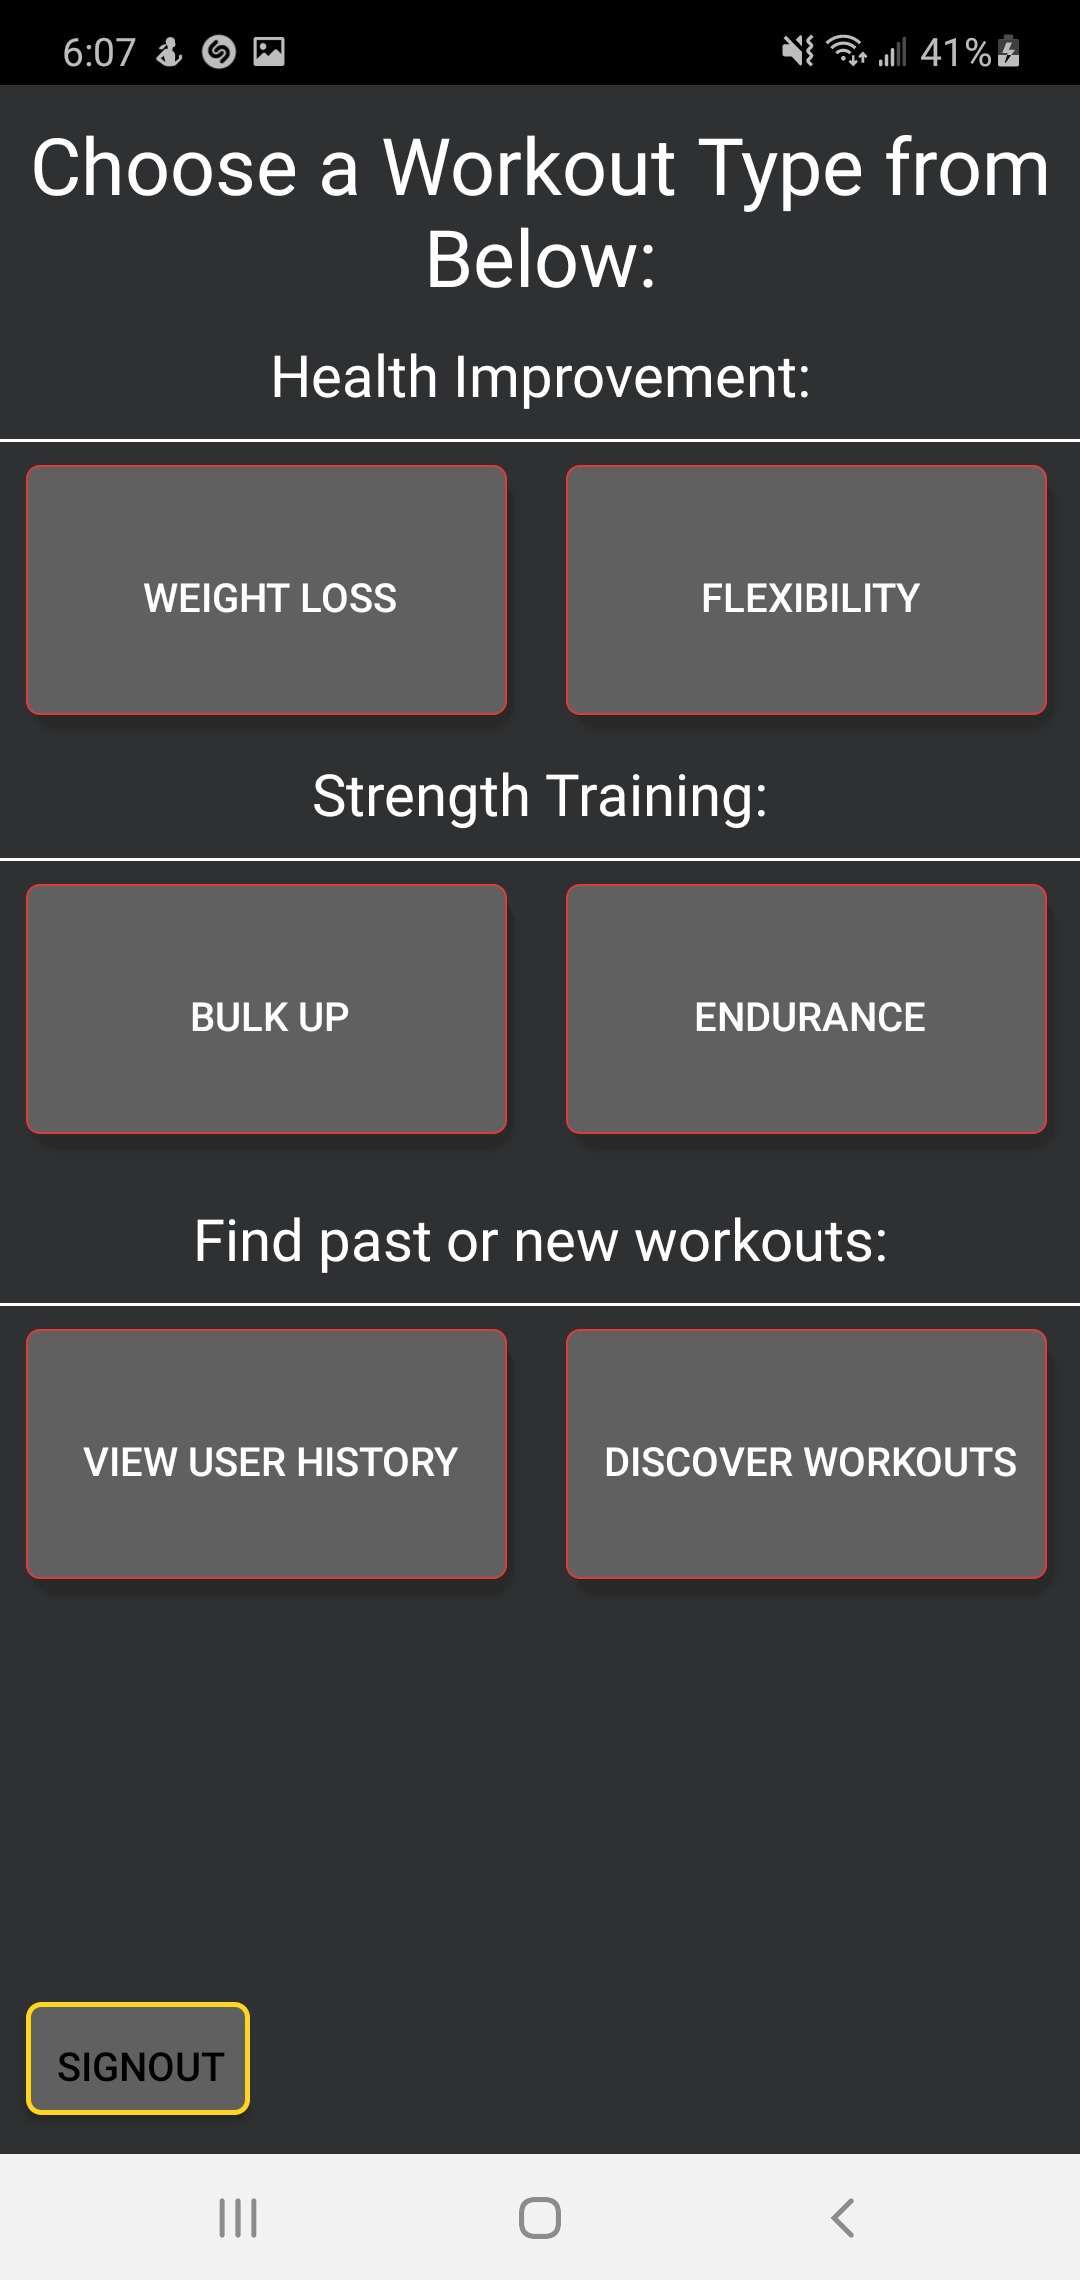 6:07 41%
Choose a Workout Type from
Below:
Health Improvement:
WEIGHT LOSS FLEXIBILITY
Strength Training:
BULK UP ENDURANCE
Find past or new workouts:
VIEW USER HISTORY DISCOVER WORKOUTS
SIGNOUT